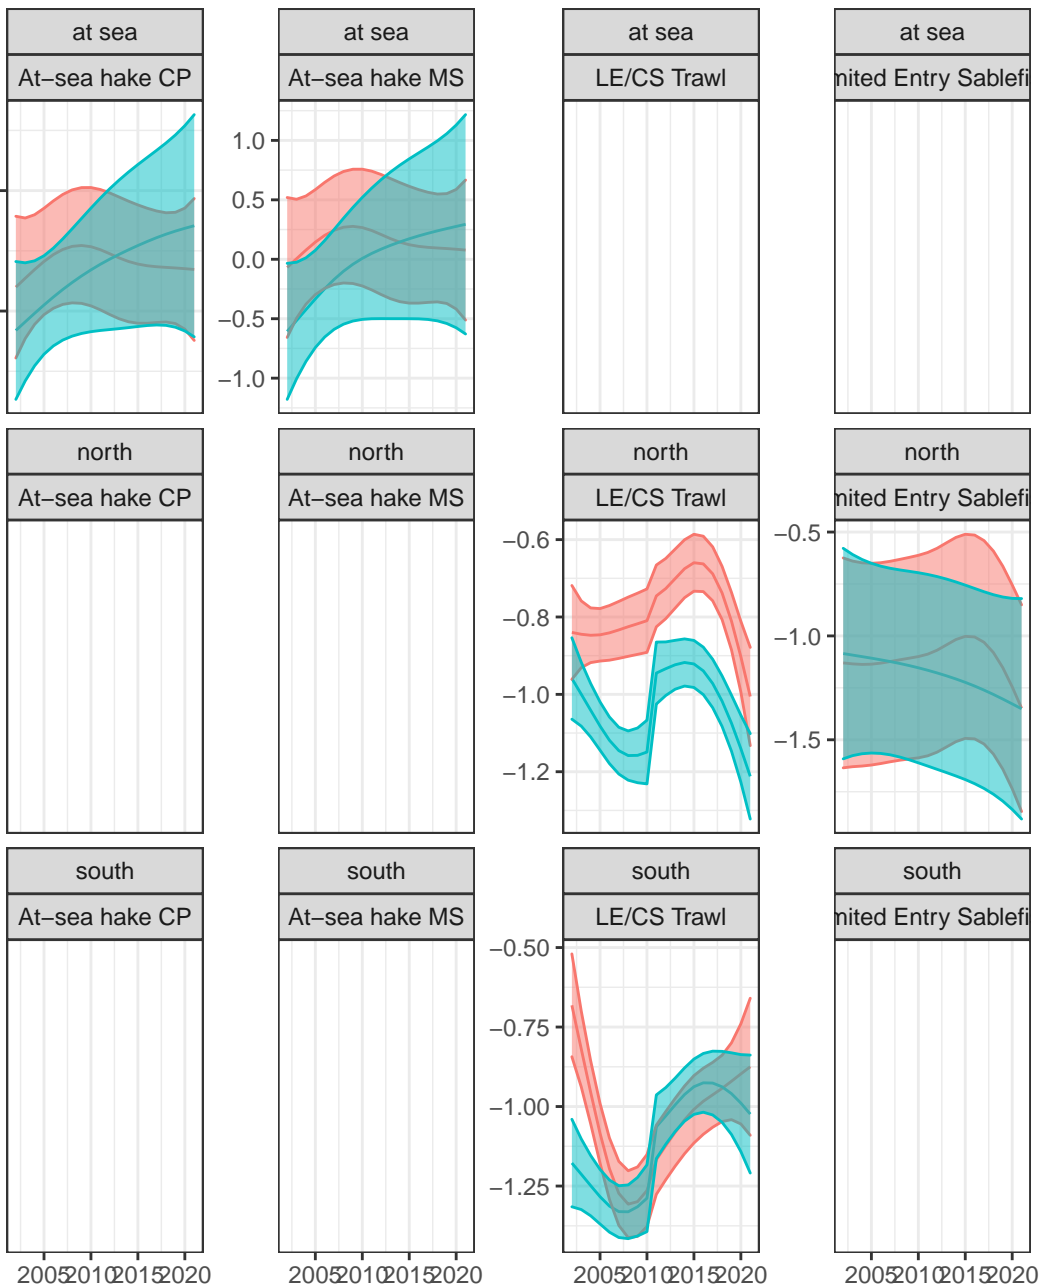 at sea at sea at sea at sea
At−sea hake CP At−sea hake MS LE/CS Trawl mited Entry Sablefi
1.0
0.5
0.0
−0.5
−1.0
north north north north
At−sea hake CP At−sea hake MS LE/CS Trawl mited Entry Sablefi
−0.6
−0.8
−1.0
−1.2
−0.5
−1.0
−1.5
south south south south
At−sea hake CP At−sea hake MS LE/CS Trawl mited Entry Sablefi
−0.50
−0.75
−1.00
−1.25
2005 2010 2015 2020 2005 2010 2015 2020 2005 2010 2015 2020 2005 2010 2015 2020